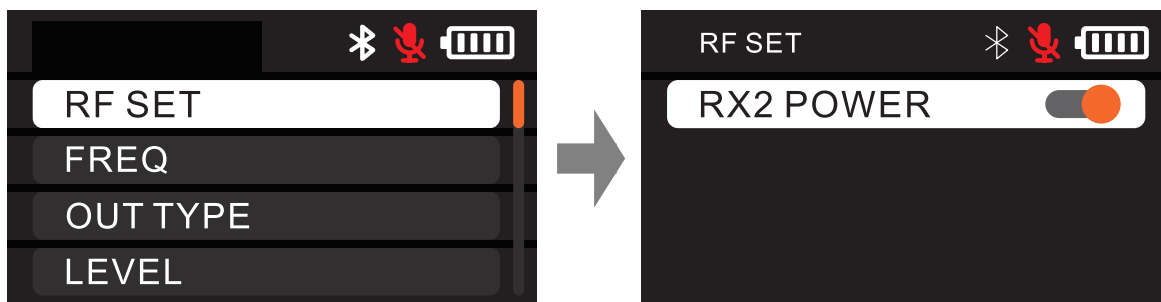 RF SET
FREQ
OUT TYPE
LEVEL
RF SET
RX2 POWER